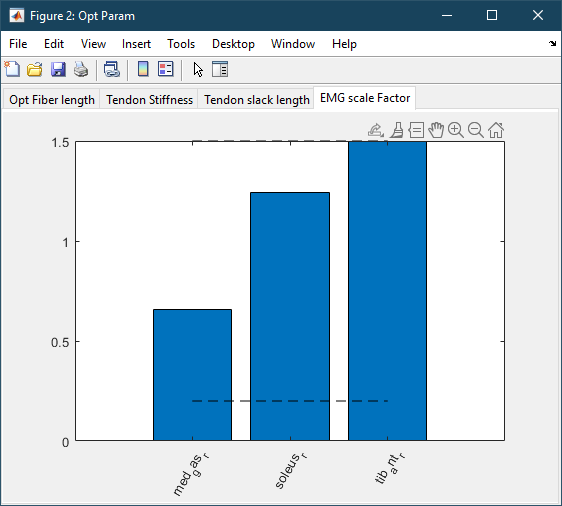 Figure 2: Opt Param
File Edit View Insert Tools Desktop Window Help
Opt Fiber length Tendon Stiffness Tendon slack length EMG scale Factor
1.5
1
0.5
0
med_gas_r soleus_r tib_ant_r